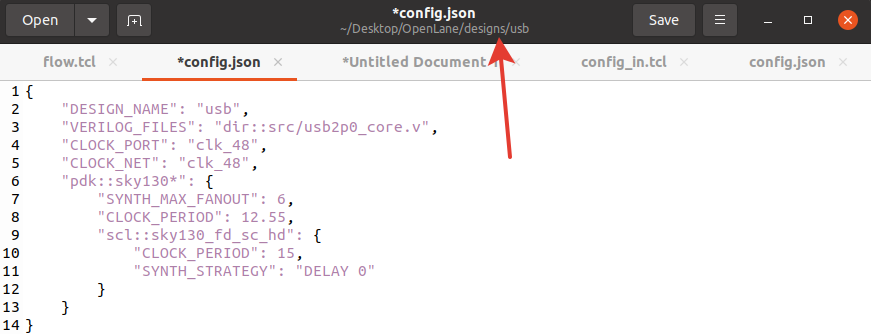 Open
*config.json
~/Desktop/OpenLane/designs/usb
Save
flow.tcl
*config.json
*Untitled Document 1
config_in.tcl
config.json
1 {
2     "DESIGN_NAME": "usb",
3     "VERILOG_FILES": "dir::src/usb2p0_core.v",
4     "CLOCK_PORT": "clk_48",
5     "CLOCK_NET": "clk_48",
6     "pdk::sky130*": {
7         "SYNTH_MAX_FANOUT": 6,
8         "CLOCK_PERIOD": 12.55,
9         "scl::sky130_fd_sc_hd": {
10             "CLOCK_PERIOD": 15,
11             "SYNTH_STRATEGY": "DELAY 0"
12         }
13     }
14 }